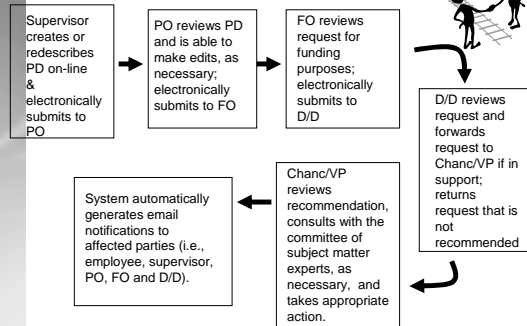 Supervisor
creates or
redescribes
PD on-line
&
electronically
submits to
PO
PO reviews PD
and is able to
make edits, as
necessary;
electronically
submits to FO
FO reviews
request for
funding
purposes;
electronically
submits to
D/D
D/D reviews
request and
forwards
request to
Chanc/VP if in
support;
returns
request that is
not
recommended
Chanc/VP
reviews
recommendation,
consults with the
committee of
subject matter
experts, as
necessary, and
takes appropriate
action.
System automatically
generates email
notifications to
affected parties (i.e.,
employee, supervisor,
PO, FO and D/D).